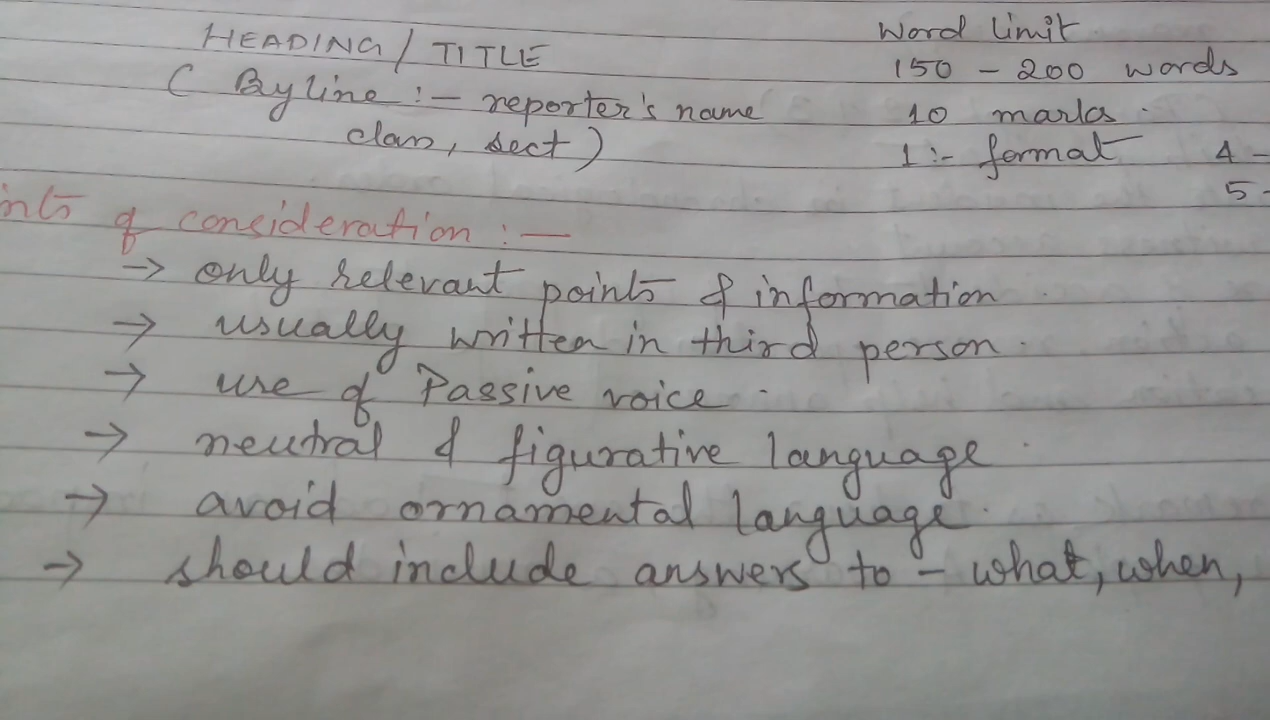 HEADING / TITLE
( Byline :- reporter's name
class, sect )
Word limit
150 - 200 words
10 marks .
1 :- format 4 -
5 -
nts of consideration : —
→ only relevant points & information .
→ usually written in third person .
→ use of Passive voice .
→ neutral & figurative language .
→ avoid ornamental language .
→ should include answers to - what, when,